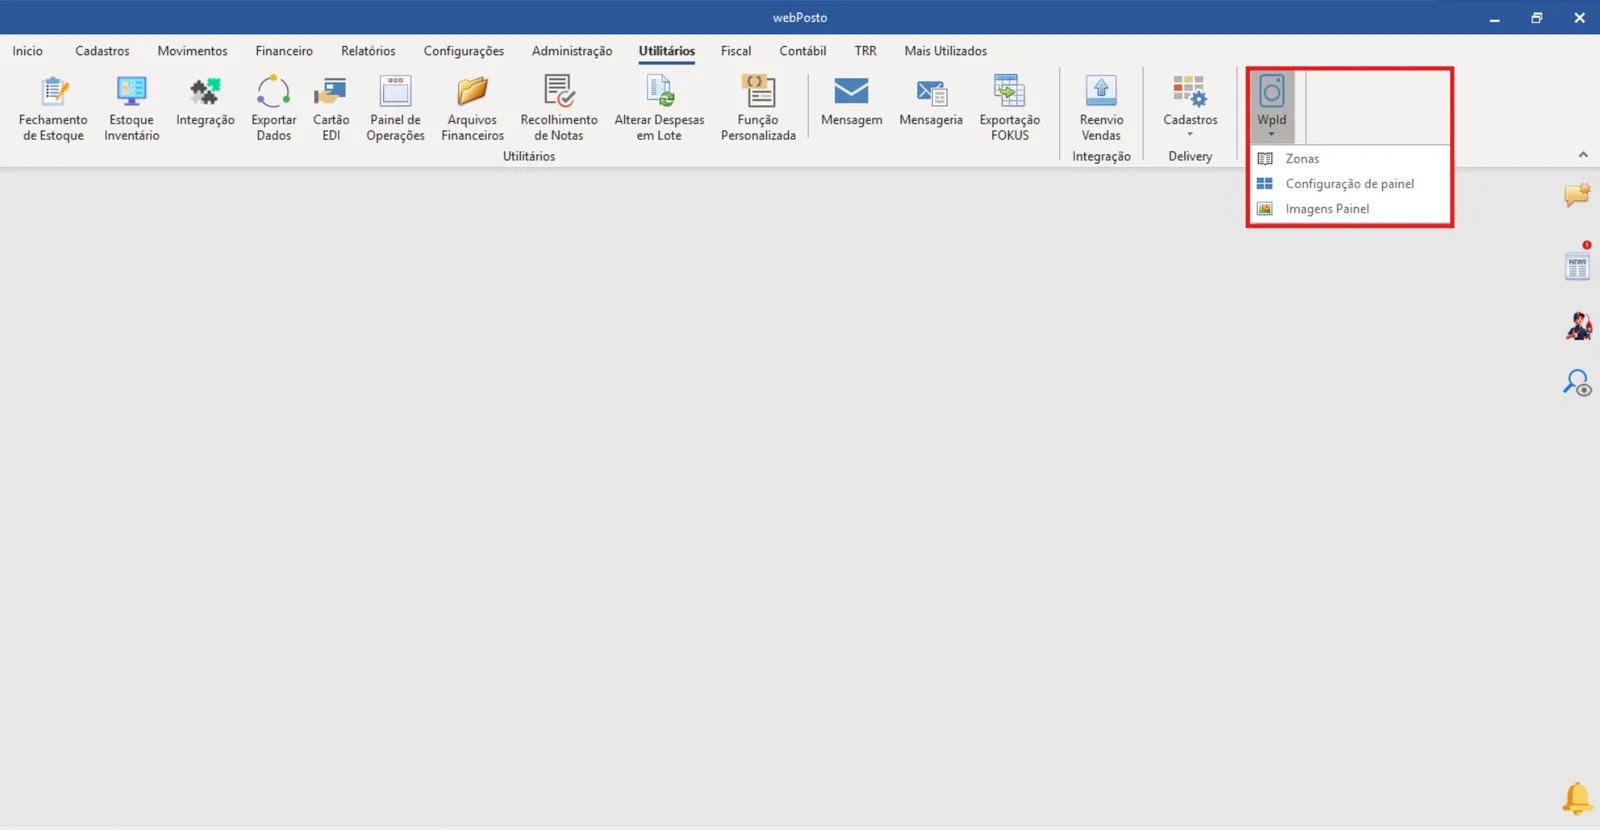 webPosto
Inicio Cadastros Movimentos Financeiro Relatórios Configurações Administração Utilitários Fiscal Contábil TRR Mais Utilizados
Fechamento de Estoque
Estoque Inventário
Integração
Exportar Dados
Cartão EDI
Painel de Operações
Arquivos Financeiros
Recolhimento de Notas
Alterar Despesas em Lote
Função Personalizada
Mensagem
Mensageria
Exportação FOKUS
Reenvio Vendas
Cadastros
WpId
Utilitários
Integração
Delivery
Zonas
Configuração de painel
Imagens Painel
NEWS